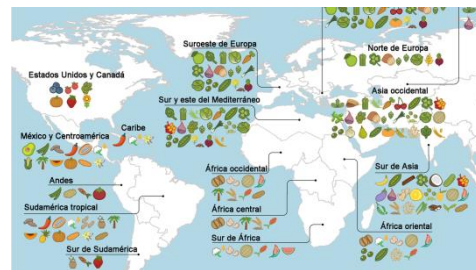 Suroeste de Europa
Norte de Europa
Estados Unidos y Canadá
Asia occidental
Sur y este del Mediterráneo
México y Centroamérica
Caribe
África occidental
Sur de Asia
Andes
Sudamérica tropical
África central
África oriental
Sur de África
Sur de Sudamérica